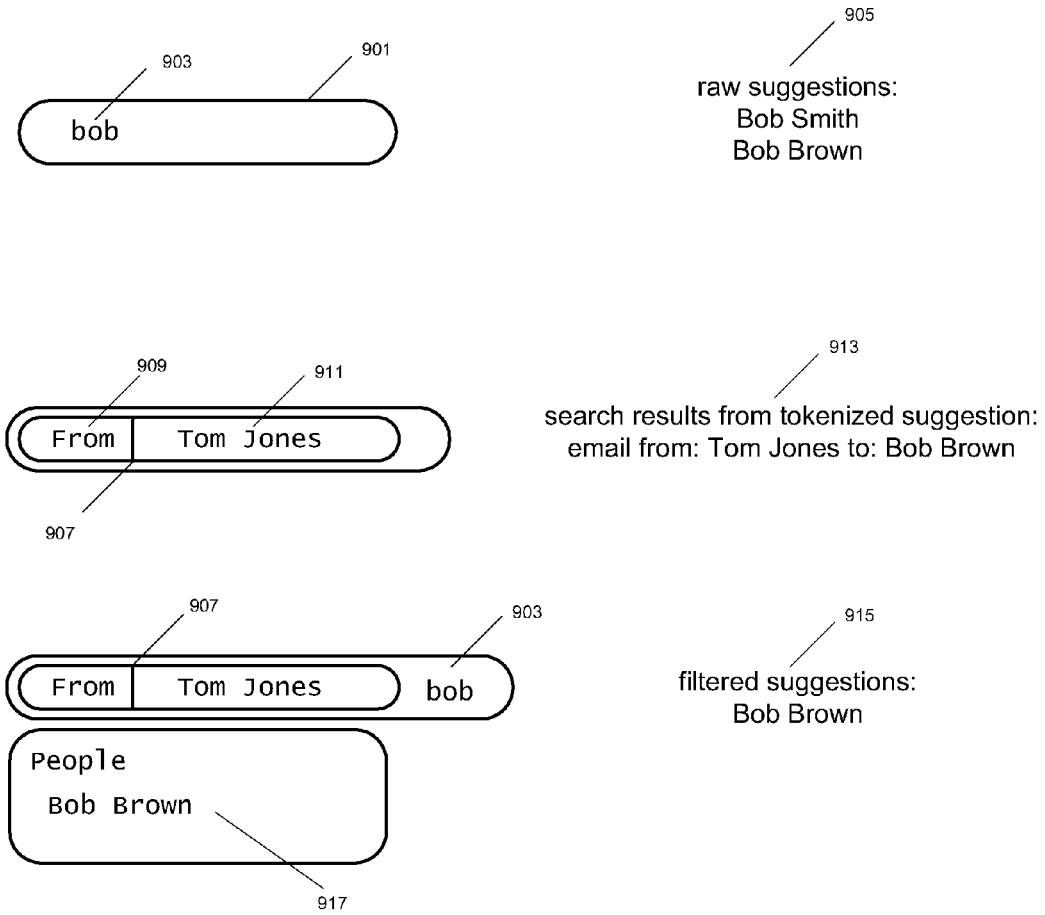 905
901
903
raw suggestions:
Bob Smith
Bob Brown
bob
913
909
911
search results from tokenized suggestion:
email from: Tom Jones to: Bob Brown
From Tom Jones
907
907
903
915
From Tom Jones bob
filtered suggestions:
Bob Brown
People
Bob Brown
917